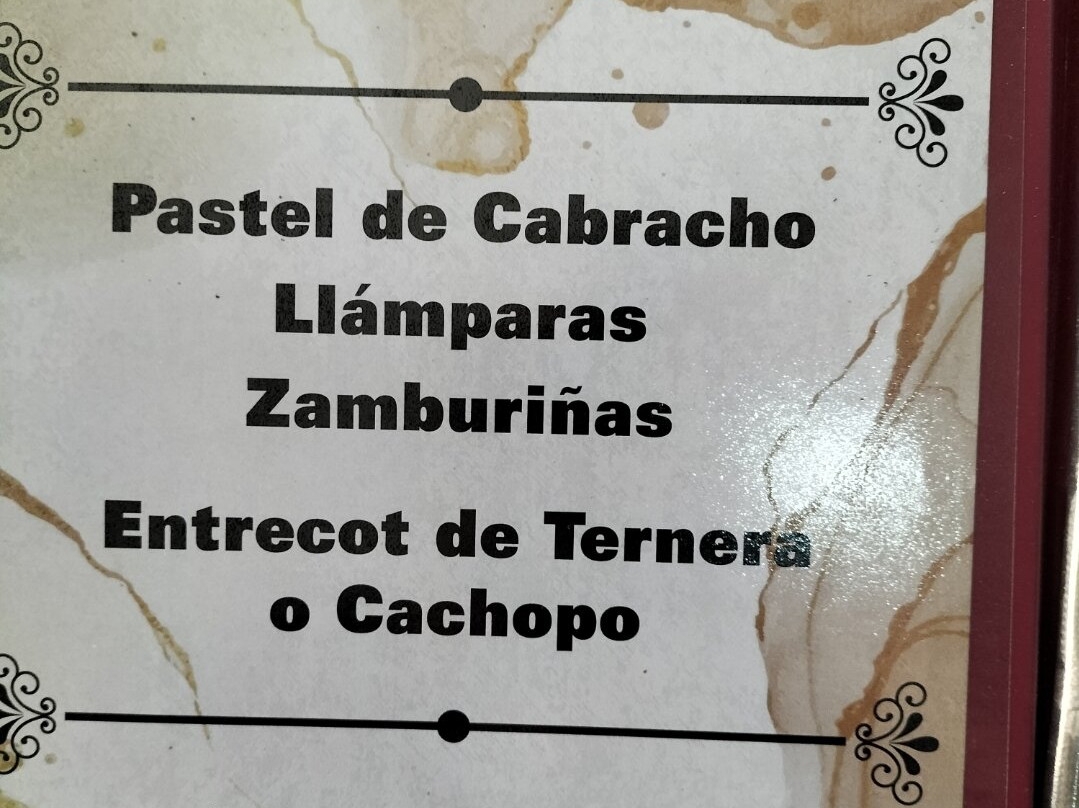 Pastel de Cabracho
Llámparas
Zamburiñas
Entrecot de Ternera
o Cachopo